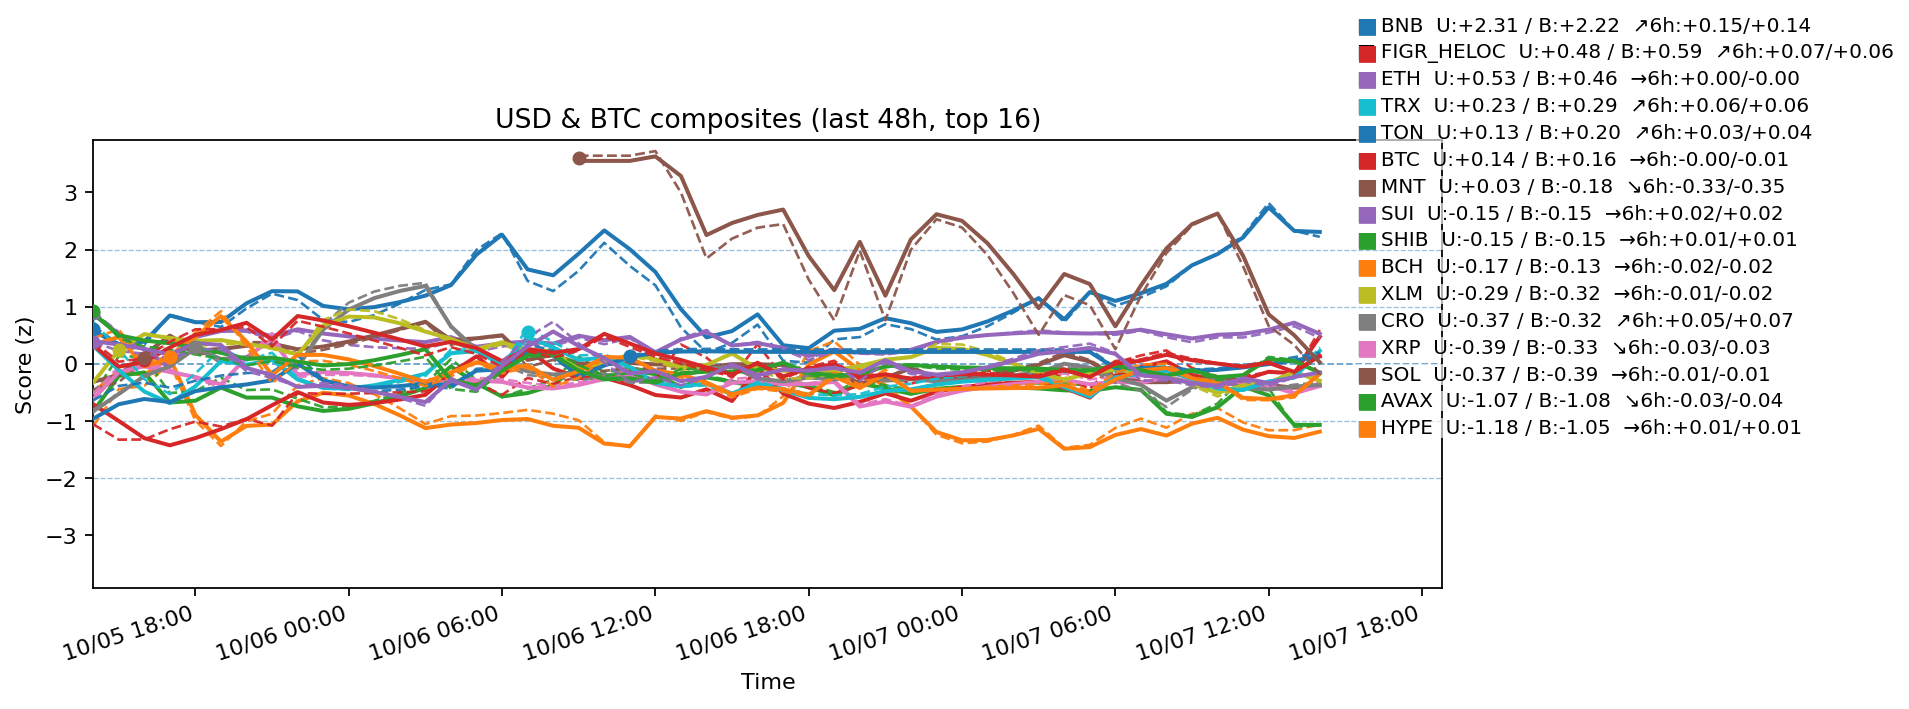 BNB  U:+2.31 / B:+2.22  ↗6h:+0.15/+0.14
FIGR_HELOC  U:+0.48 / B:+0.59  ↗6h:+0.07/+0.06
ETH  U:+0.53 / B:+0.46  →6h:+0.00/-0.00
TRX  U:+0.23 / B:+0.29  ↗6h:+0.06/+0.06
TON  U:+0.13 / B:+0.20  ↗6h:+0.03/+0.04
BTC  U:+0.14 / B:+0.16  →6h:-0.00/-0.01
MNT  U:+0.03 / B:-0.18  ↘6h:-0.33/-0.35
SUI  U:-0.15 / B:-0.15  →6h:+0.02/+0.02
SHIB  U:-0.15 / B:-0.15  →6h:+0.01/+0.01
BCH  U:-0.17 / B:-0.13  →6h:-0.02/-0.02
XLM  U:-0.29 / B:-0.32  →6h:-0.01/-0.02
CRO  U:-0.37 / B:-0.32  ↗6h:+0.05/+0.07
XRP  U:-0.39 / B:-0.33  ↘6h:-0.03/-0.03
SOL  U:-0.37 / B:-0.39  →6h:-0.01/-0.01
AVAX  U:-1.07 / B:-1.08  ↘6h:-0.03/-0.04
HYPE  U:-1.18 / B:-1.05  →6h:+0.01/+0.01
USD & BTC composites (last 48h, top 16)
Score (z)
3
2
1
0
−1
−2
−3
10/05 18:00
10/06 00:00
10/06 06:00
10/06 12:00
10/06 18:00
10/07 00:00
10/07 06:00
10/07 12:00
10/07 18:00
Time